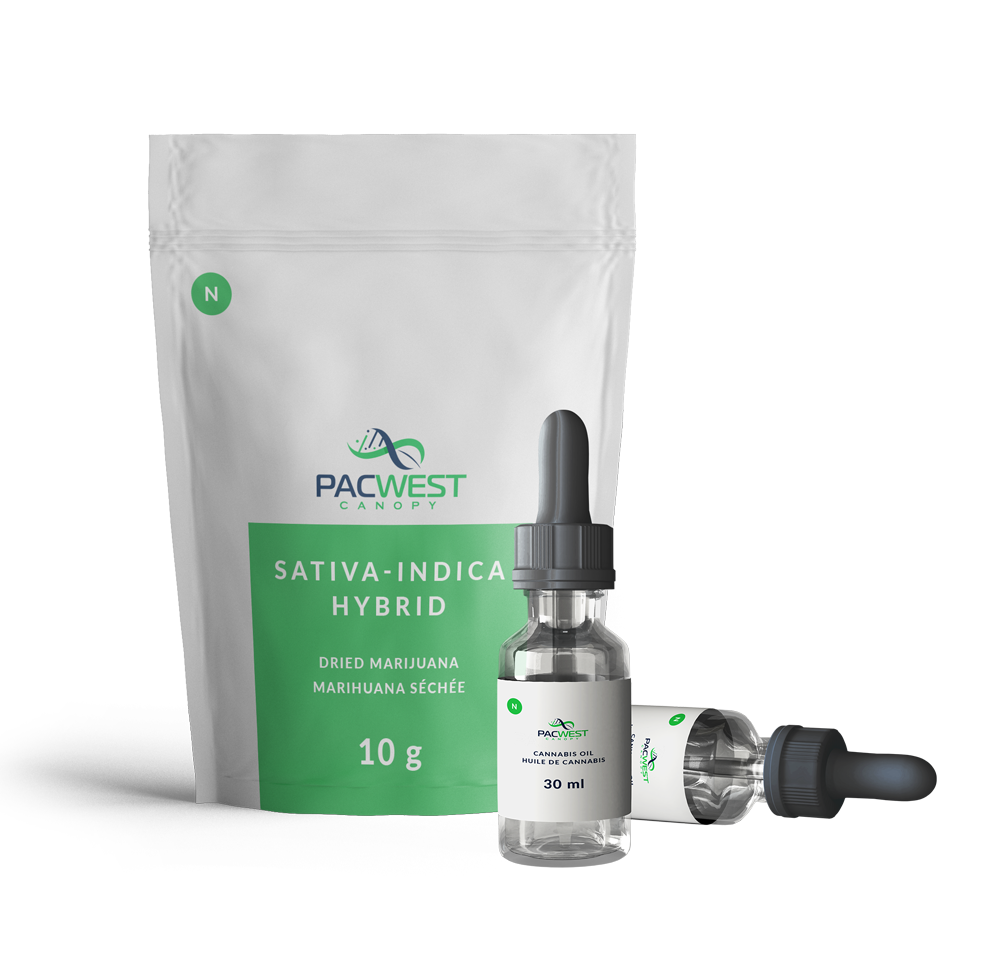 N
PACWEST
CANOPY
SATIVA-INDICA
HYBRID
DRIED MARIJUANA
MARIHUANA SÉCHÉE
10 g
N
PACWEST
CANOPY
CANNABIS OIL
HUILE DE CANNABIS
30 ml
N
PACWEST